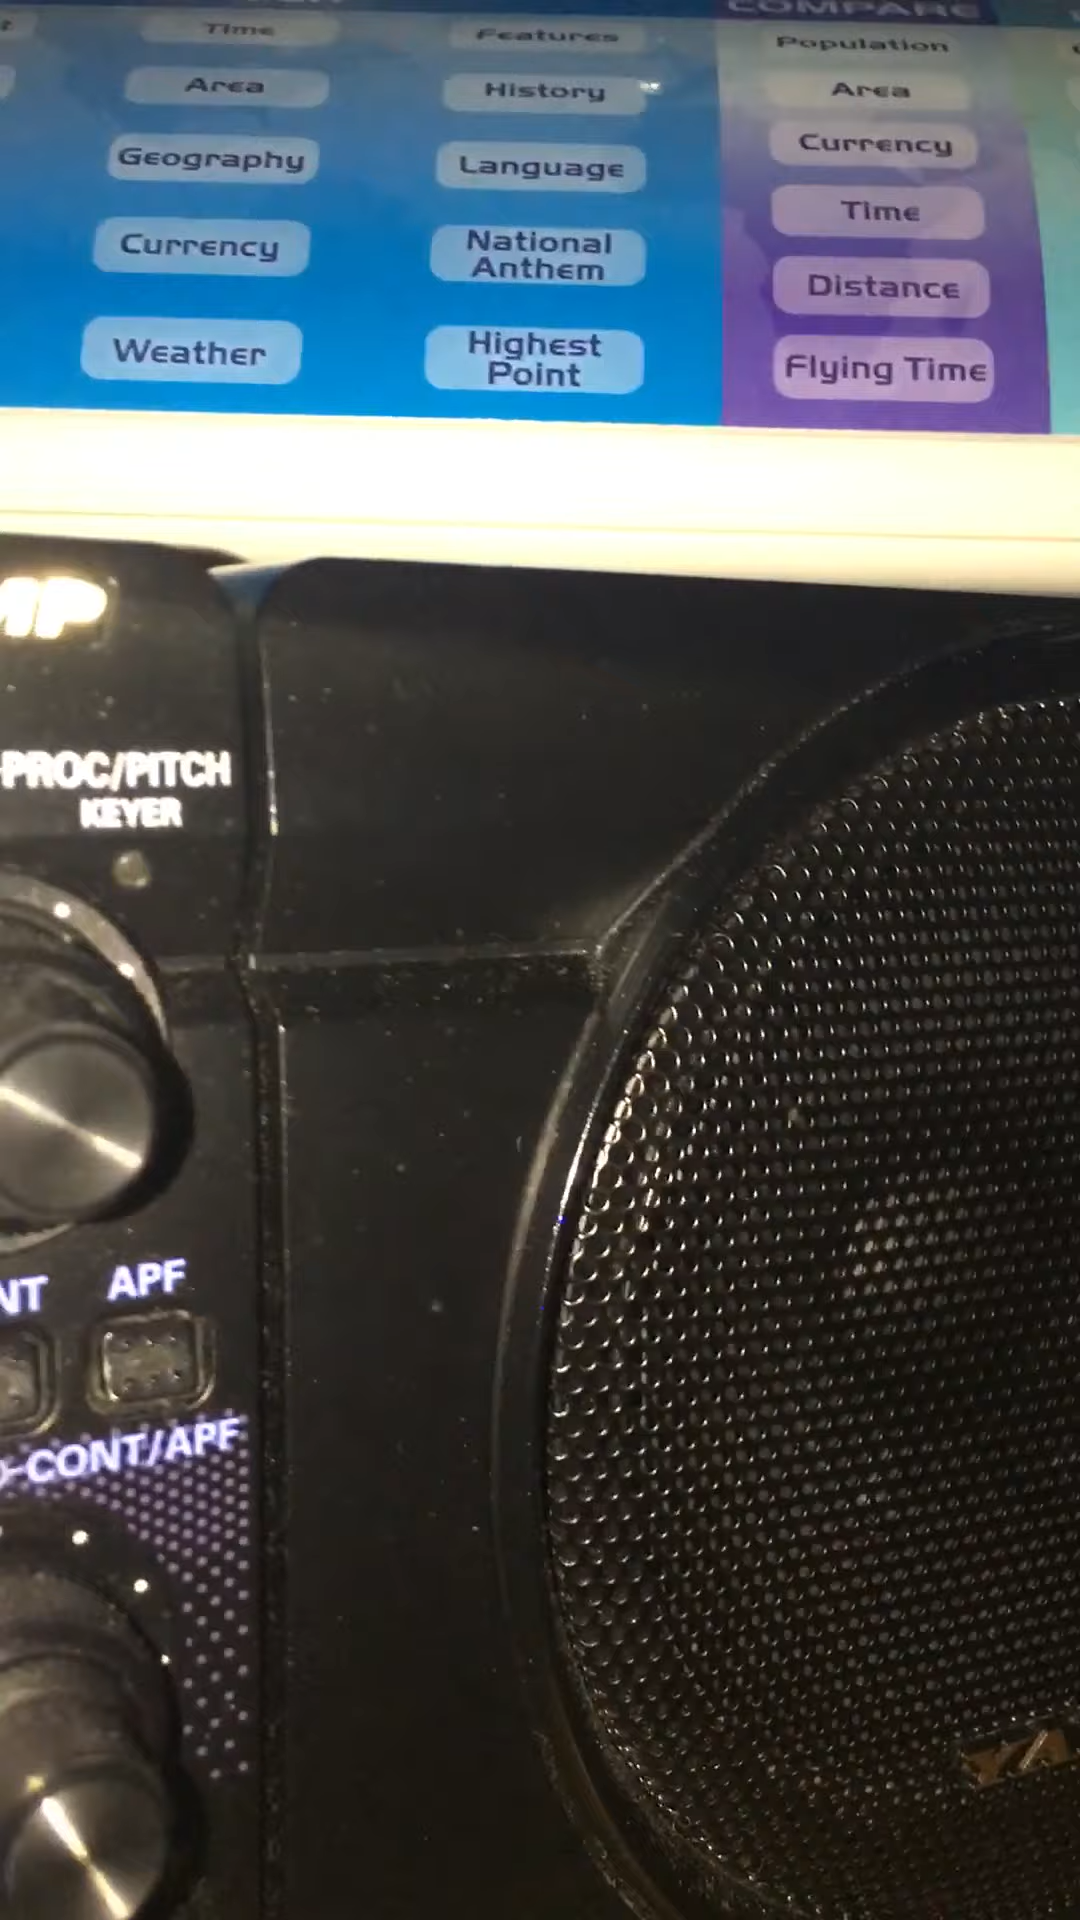 COMPARE
Time
Features
Population
Area
History
Area
Geography
Language
Currency
Currency
National
Anthem
Time
Weather
Highest
Point
Distance
Flying Time
PROC/PITCH
KEYER
APF
-CONT/APF